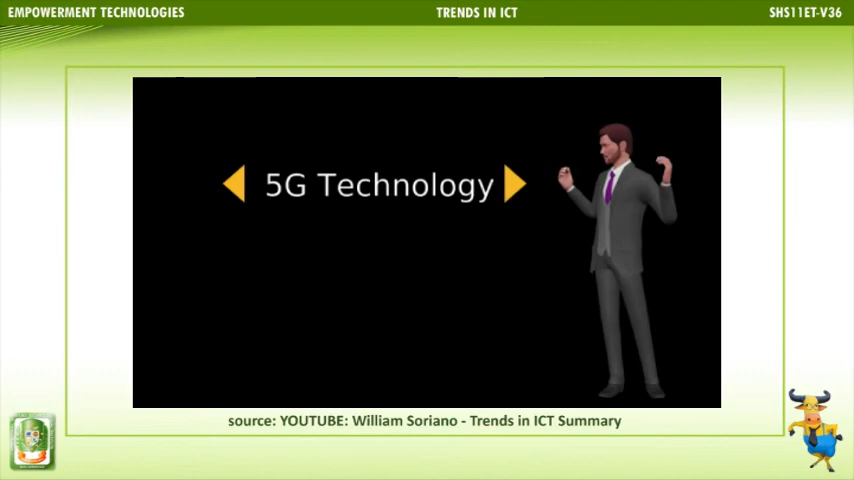 EMPOWERMENT TECHNOLOGIES
TRENDS IN ICT
SHS11ET-V36
5G Technology
source: YOUTUBE: William Soriano - Trends in ICT Summary